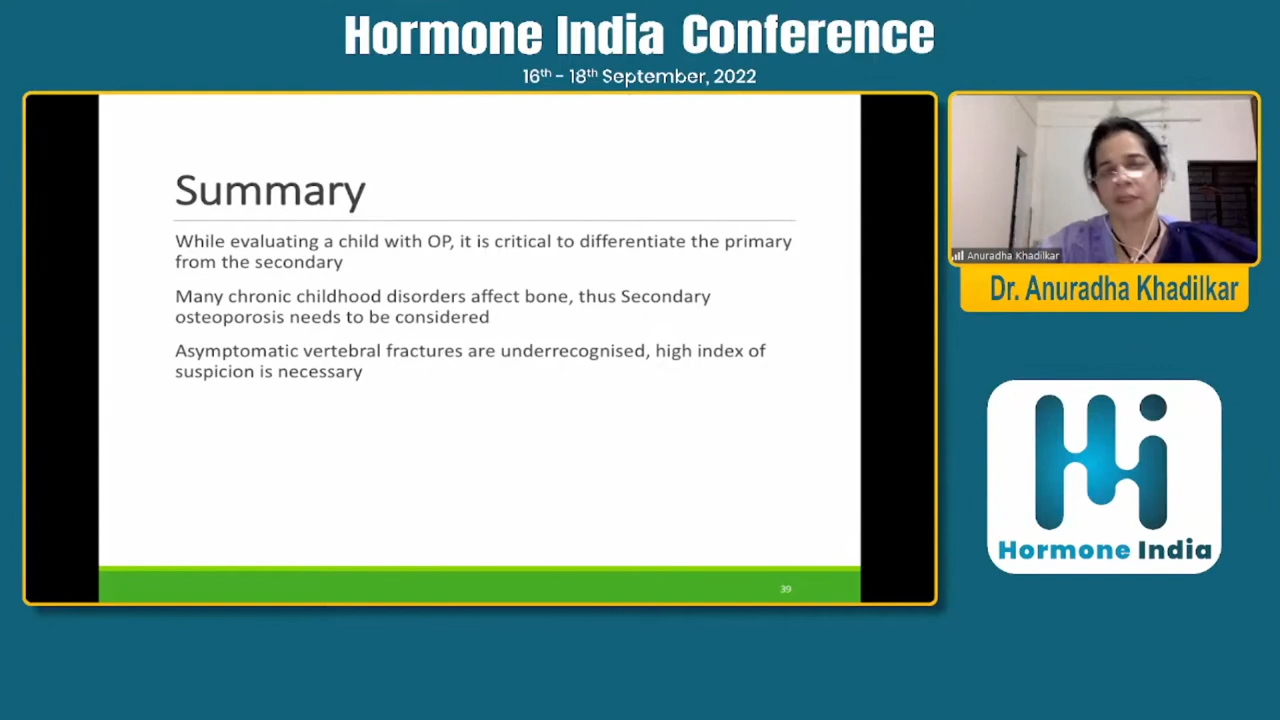 Hormone India Conference
16th - 18th September, 2022
Summary
While evaluating a child with OP, it is critical to differentiate the primary
from the secondary
Many chronic childhood disorders affect bone, thus Secondary
osteoporosis needs to be considered
Asymptomatic vertebral fractures are underrecognised, high index of
suspicion is necessary
39
Anuradha Khadilkar
Dr. Anuradha Khadilkar
Hi
Hormone India